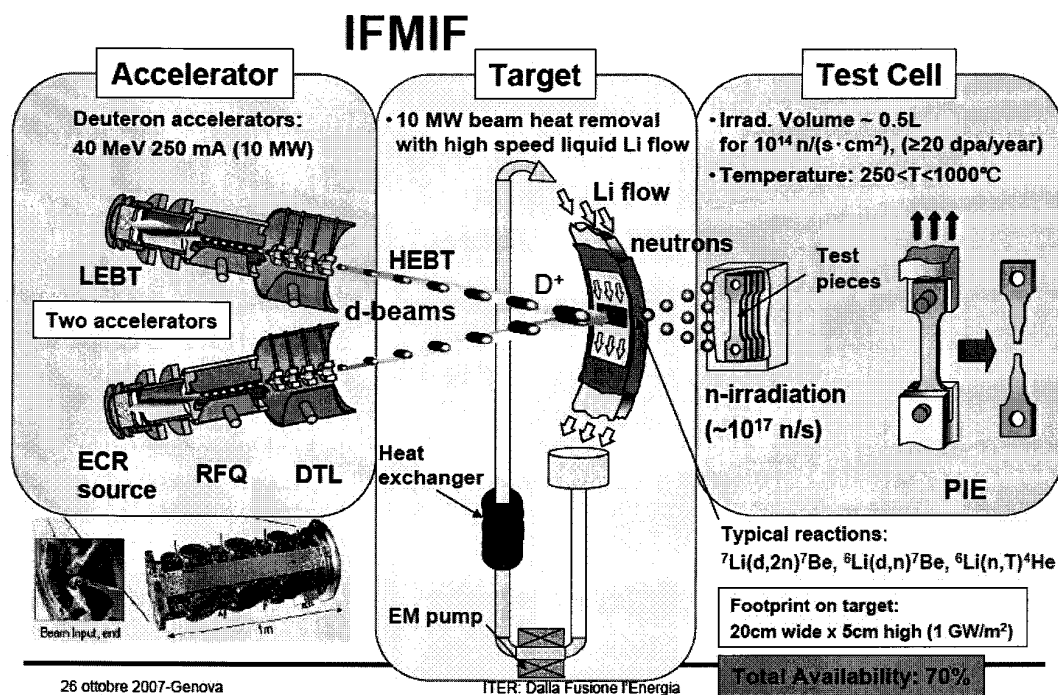 IFMIF
Accelerator
Deuteron accelerators:
40 MeV 250 mA (10 MW)
LEBT
HEBT
d-beams
Two accelerators
ECR
source
RFQ
DTL
Beam Input, end
1m
Target
• 10 MW beam heat removal
with high speed liquid Li flow
Li flow
D⁺
neutrons
Heat
exchanger
EM pump
Test Cell
• Irrad. Volume ~ 0.5L
for 10¹⁴ n/(s·cm²), (≥20 dpa/year)
• Temperature: 250<T<1000℃
Test
pieces
n-irradiation
(~10¹⁷ n/s)
PIE
Typical reactions:
⁷Li(d,2n)⁷Be, ⁶Li(d,n)⁷Be, ⁶Li(n,T)⁴He
Footprint on target:
20cm wide x 5cm high (1 GW/m²)
Total Availability: 70%
26 ottobre 2007-Genova
ITER: Dalla Fusione l'Energia